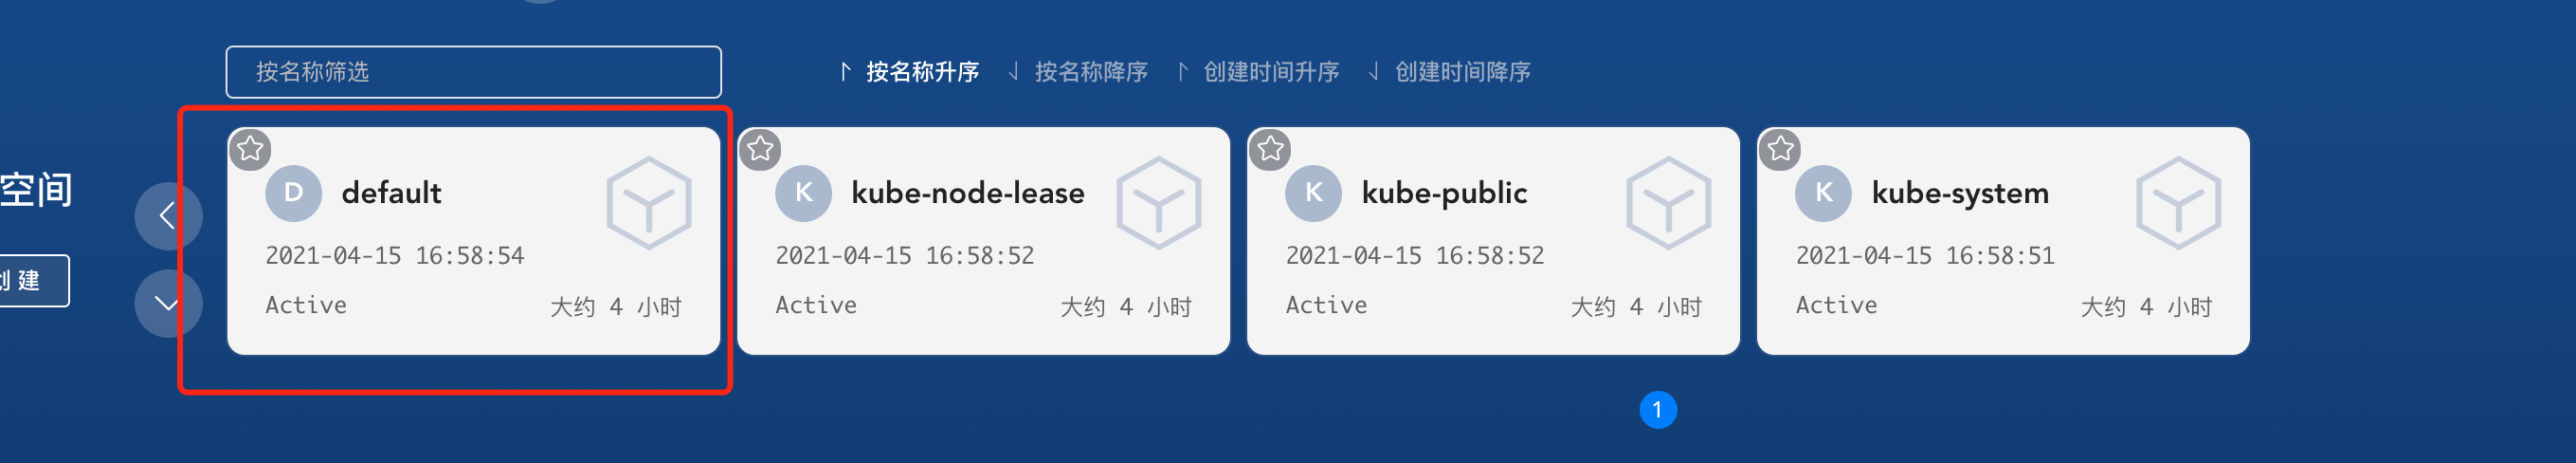 按名称筛选
按名称升序 按名称降序 创建时间升序 创建时间降序
空间
创 建
D default
2021-04-15 16:58:54
Active 大约 4 小时
K kube-node-lease
2021-04-15 16:58:52
Active 大约 4 小时
K kube-public
2021-04-15 16:58:52
Active 大约 4 小时
K kube-system
2021-04-15 16:58:51
Active 大约 4 小时
1